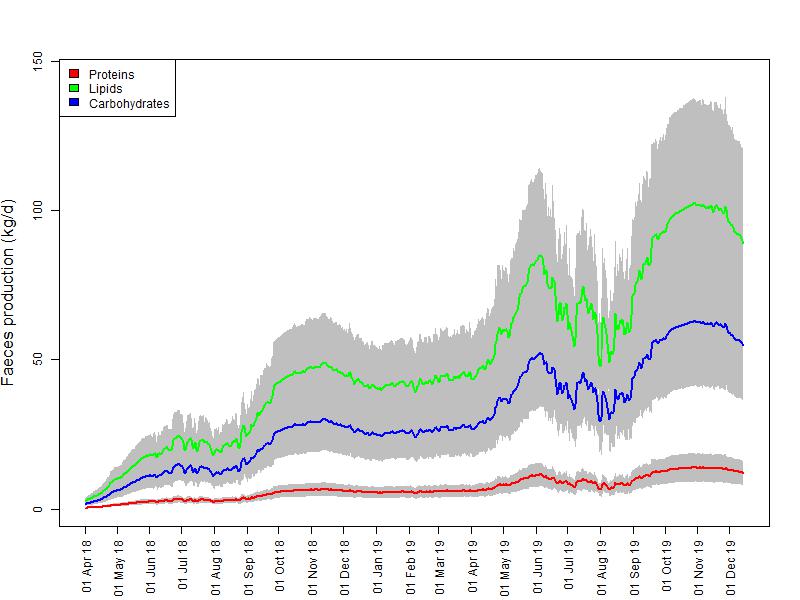 Proteins
Lipids
Carbohydrates
Faeces production (kg/d)
150
100
50
0
01 Apr 18
01 May 18
01 Jun 18
01 Jul 18
01 Aug 18
01 Sep 18
01 Oct 18
01 Nov 18
01 Dec 18
01 Jan 19
01 Feb 19
01 Mar 19
01 Apr 19
01 May 19
01 Jun 19
01 Jul 19
01 Aug 19
01 Sep 19
01 Oct 19
01 Nov 19
01 Dec 19